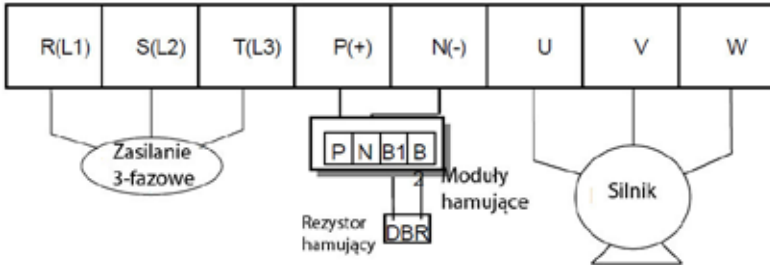 R(L1) S(L2) T(L3) P(+) N(-) U V W
Zasilanie
3-fazowe
P N B1 B
2
Moduły
hamujące
Rezystor
hamujący
DBR
Silnik